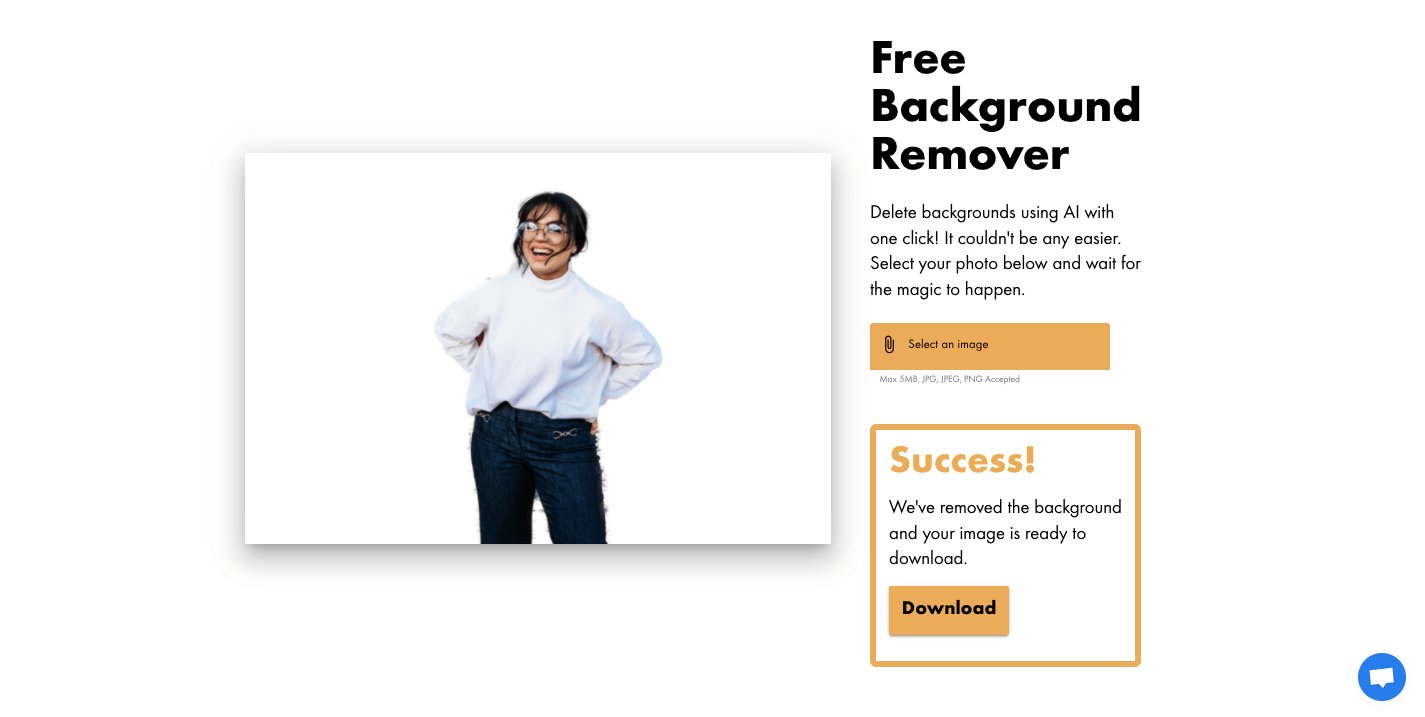 Free
Background
Remover
Delete backgrounds using AI with
one click! It couldn't be any easier.
Select your photo below and wait for
the magic to happen.
Select an image
Max 5MB. JPG, JPEG, PNG Accepted
Success!
We've removed the background
and your image is ready to
download.
Download